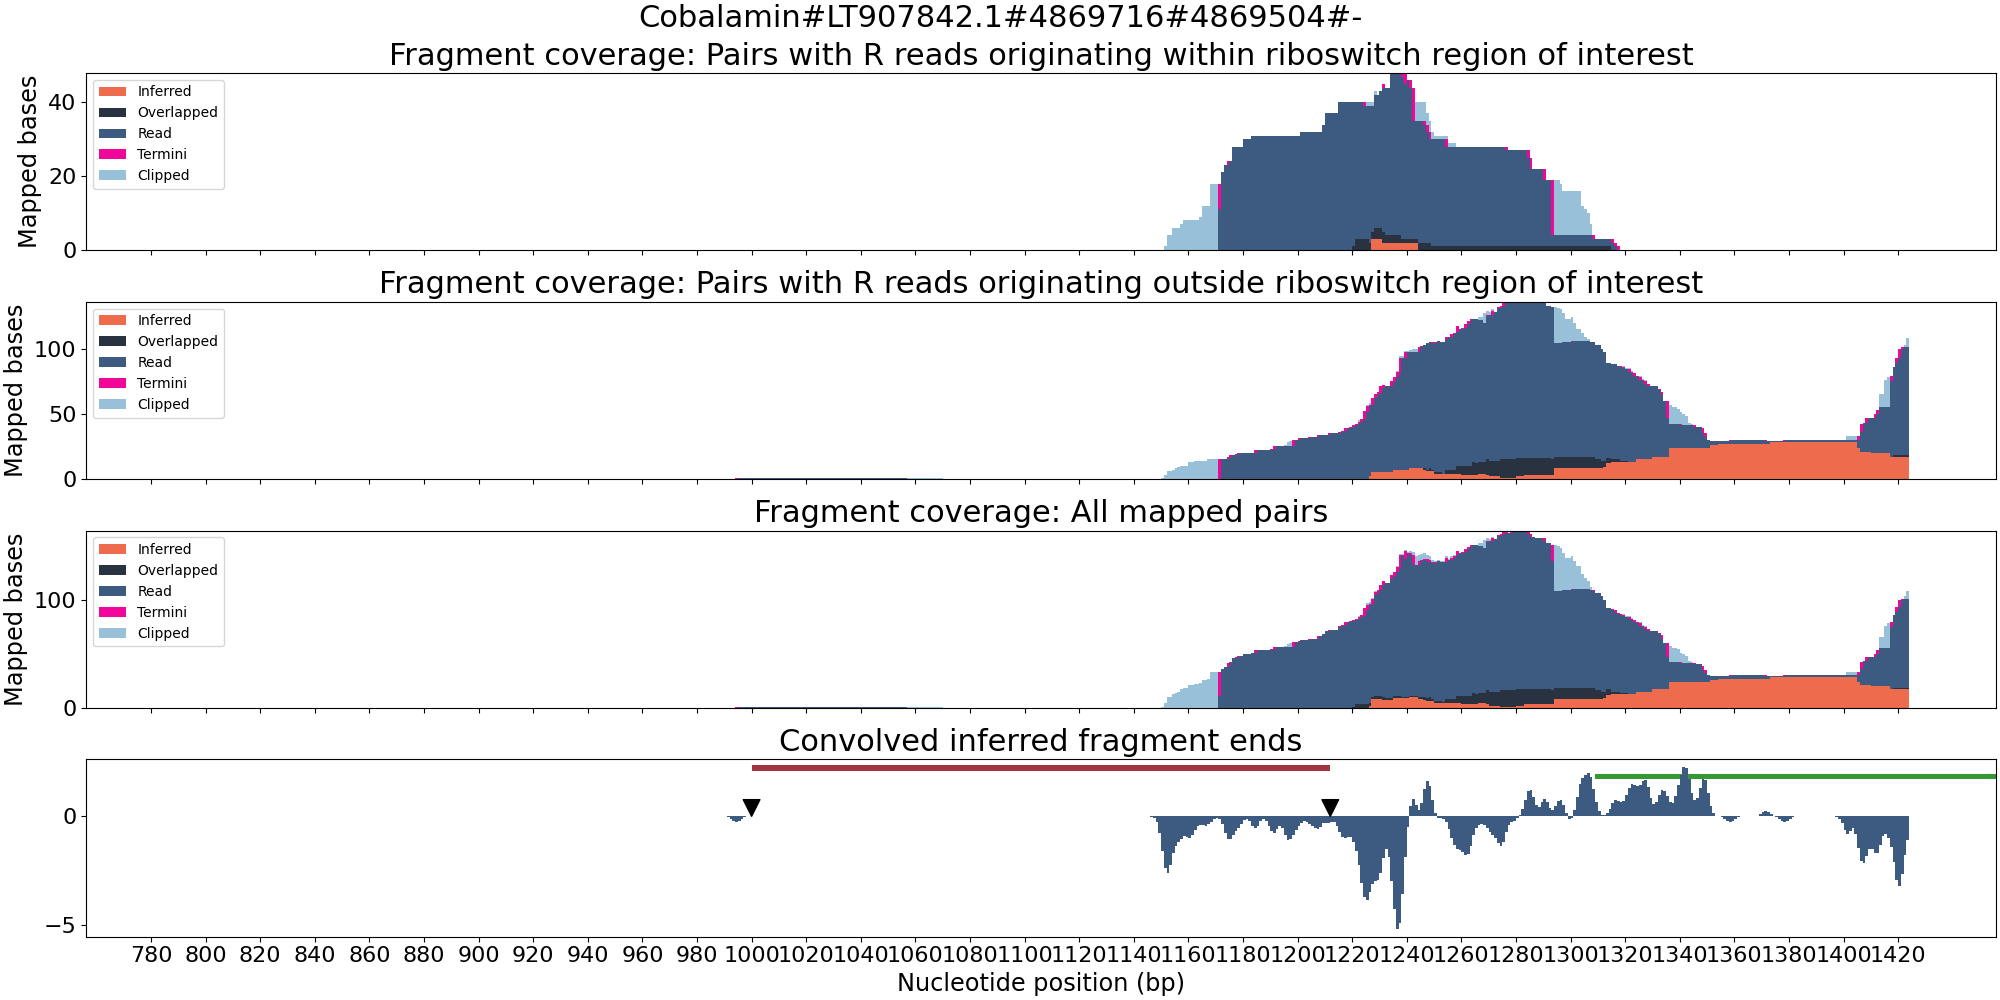 Cobalamin#LT907842.1#4869716#4869504#-
Fragment coverage: Pairs with R reads originating within riboswitch region of interest
Mapped bases
40
20
0
Inferred
Overlapped
Read
Termini
Clipped
Fragment coverage: Pairs with R reads originating outside riboswitch region of interest
Mapped bases
100
50
0
Inferred
Overlapped
Read
Termini
Clipped
Fragment coverage: All mapped pairs
Mapped bases
100
0
Inferred
Overlapped
Read
Termini
Clipped
Convolved inferred fragment ends
0
−5
780 800 820 840 860 880 900 920 940 960 980 1000 1020 1040 1060 1080 1100 1120 1140 1160 1180 1200 1220 1240 1260 1280 1300 1320 1340 1360 1380 1400 1420
Nucleotide position (bp)